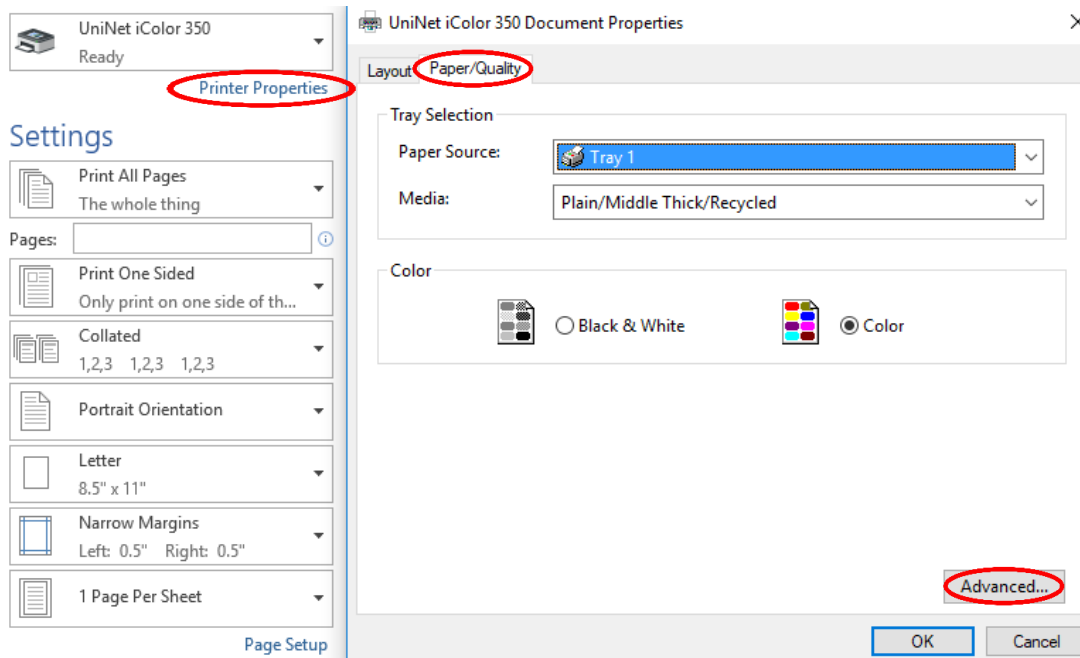 UniNet iColor 350
Ready
Printer Properties
Settings
Print All Pages
The whole thing
Pages:
Print One Sided
Only print on one side of th...
Collated
1,2,3 1,2,3 1,2,3
Portrait Orientation
Letter
8.5" x 11"
Narrow Margins
Left: 0.5" Right: 0.5"
1 Page Per Sheet
Page Setup
UniNet iColor 350 Document Properties
Layout Paper/Quality
Tray Selection
Paper Source: Tray 1
Media: Plain/Middle Thick/Recycled
Color
Black & White Color
Advanced...
OK Cancel